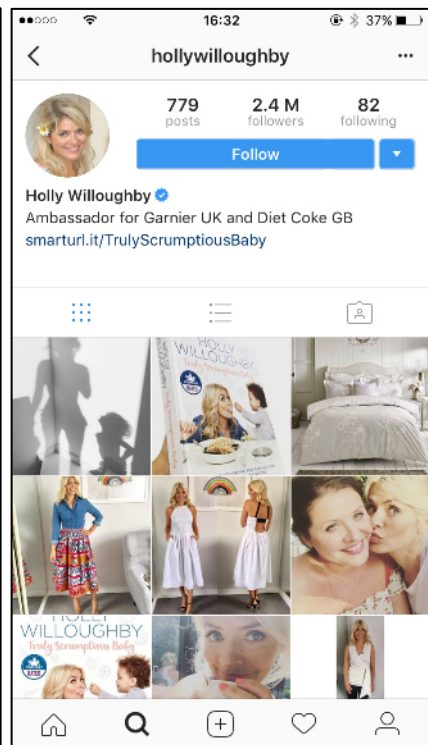 16:32
37%
hollywilloughby
779
posts
2.4 M
followers
82
following
Follow
Holly Willoughby
Ambassador for Garnier UK and Diet Coke GB
smarturl.it/TrulyScrumptiousBaby
HOLLY
WILLOUGHBY
Truly Scrumptious
HOLLY
WILLOUGHBY
Truly Scrumptious Baby